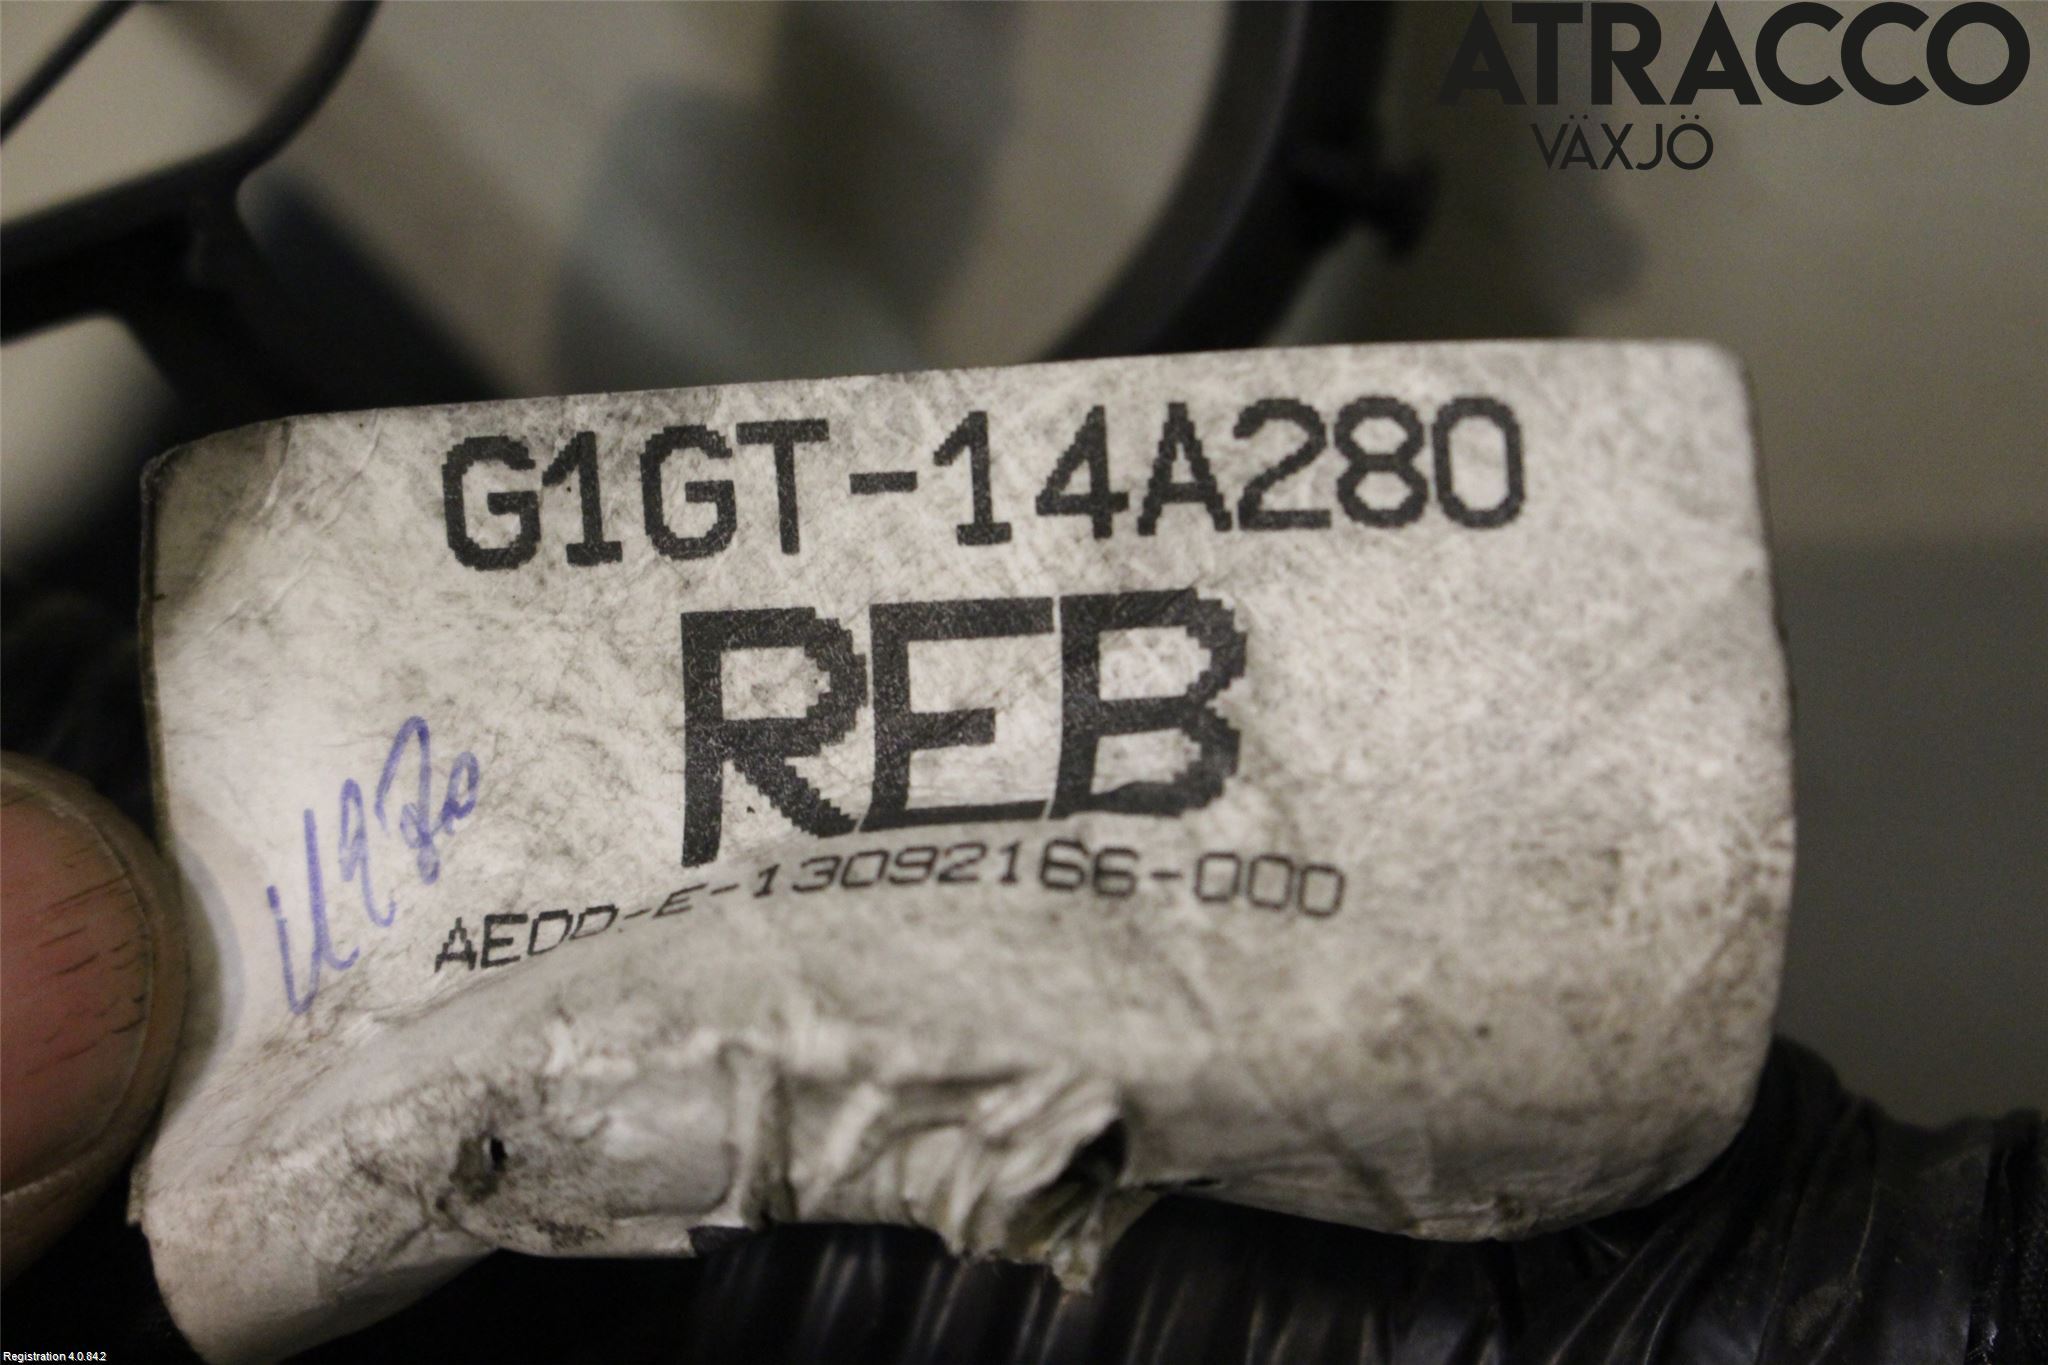 ATRACCO
VÄXJÖ
G1GT-14A280
REB
AEDD-E-13092166-000
Registration 4.0.84.2